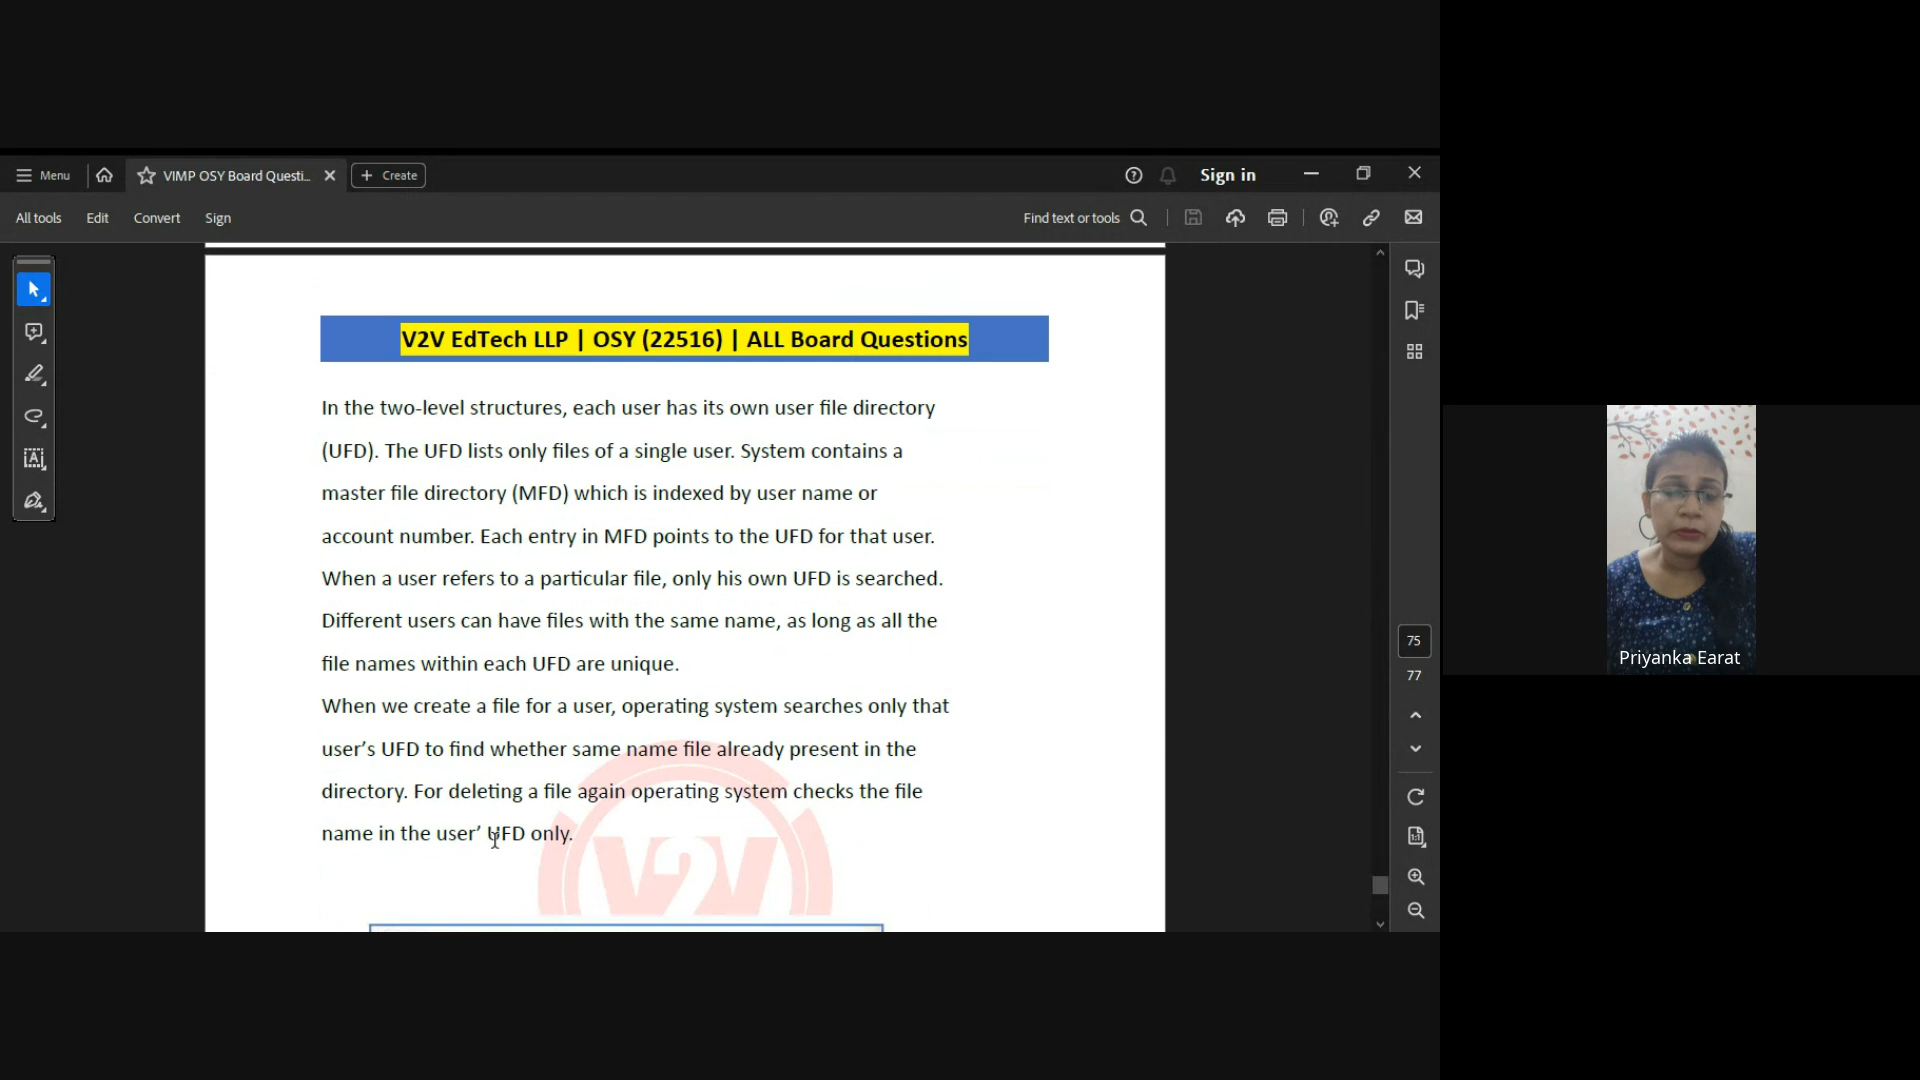 Menu
VIMP OSY Board Questi...
Create
Sign in
All tools
Edit
Convert
Sign
Find text or tools
V2V EdTech LLP | OSY (22516) | ALL Board Questions
In the two-level structures, each user has its own user file directory
(UFD). The UFD lists only files of a single user. System contains a
master file directory (MFD) which is indexed by user name or
account number. Each entry in MFD points to the UFD for that user.
When a user refers to a particular file, only his own UFD is searched.
Different users can have files with the same name, as long as all the
file names within each UFD are unique.
When we create a file for a user, operating system searches only that
user’s UFD to find whether same name file already present in the
directory. For deleting a file again operating system checks the file
name in the user’ UFD only.
V2V
75
77
Priyanka Earat